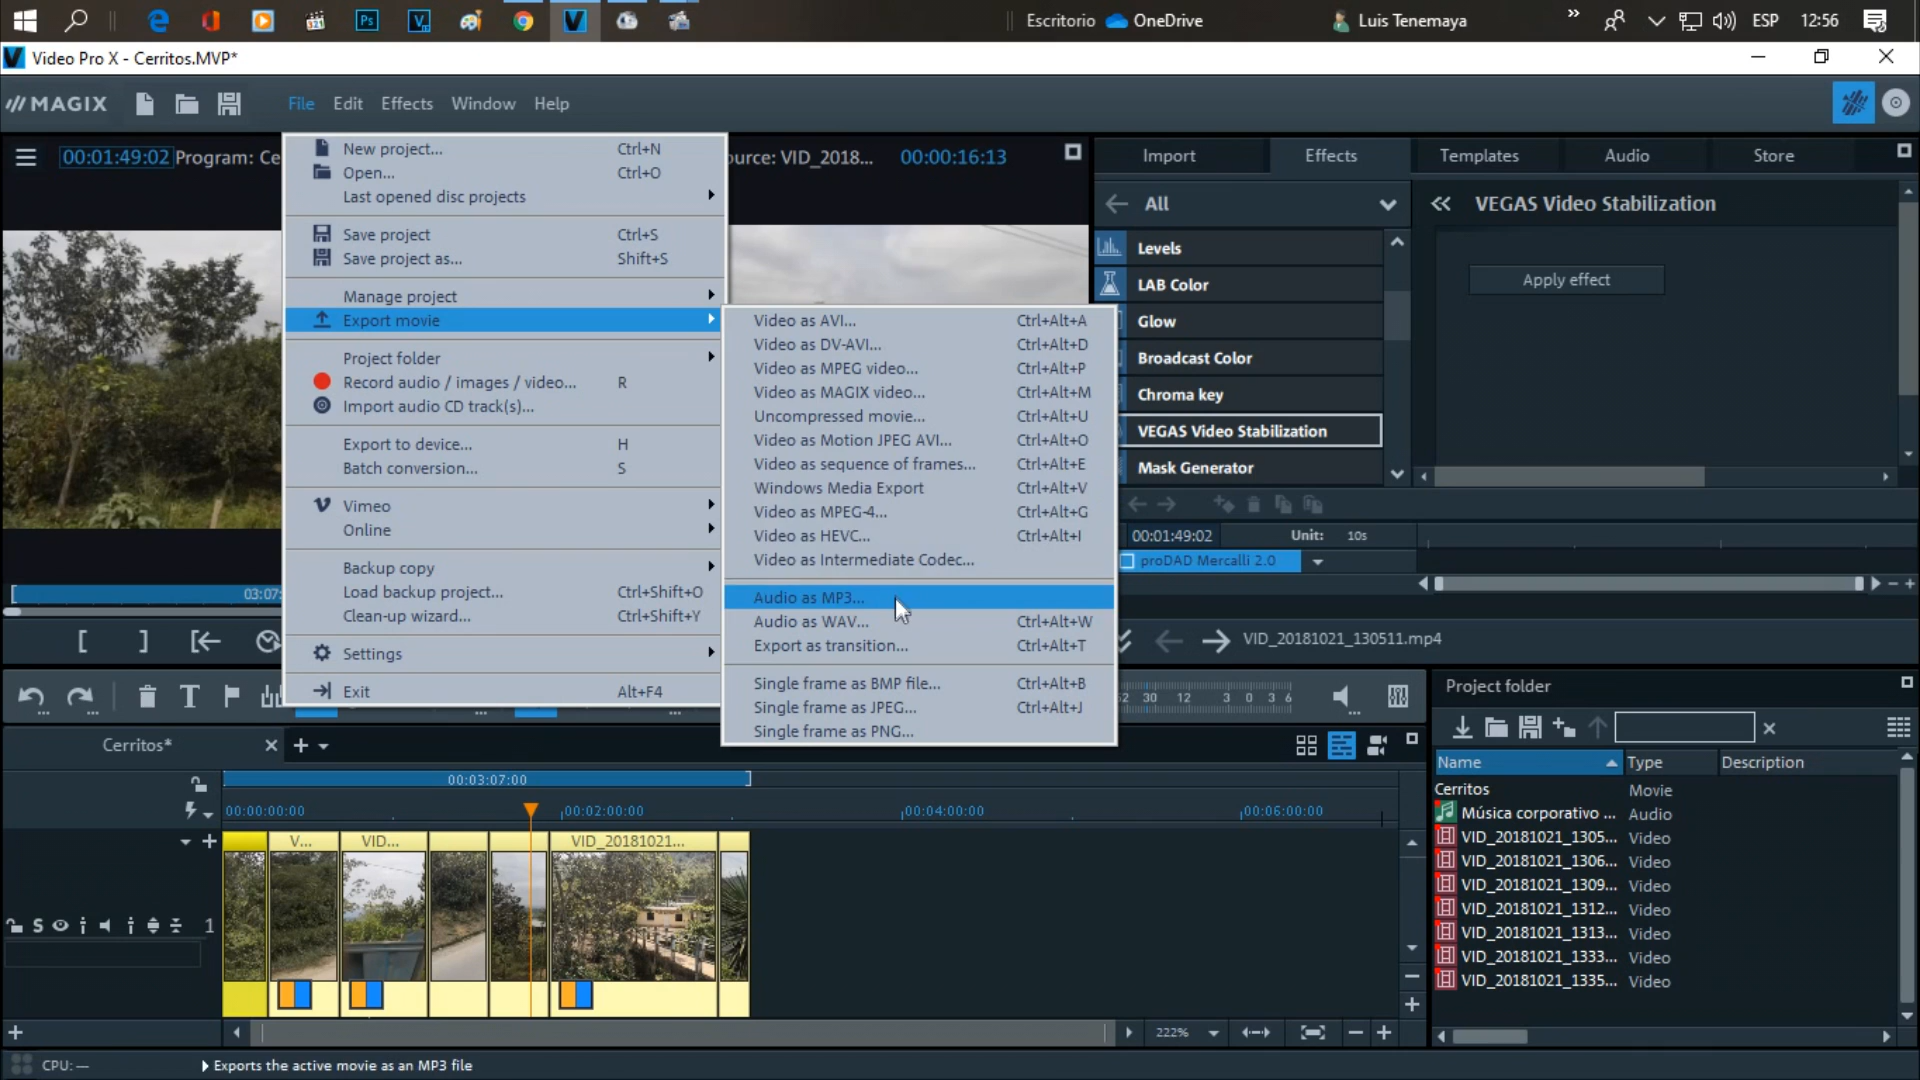 Escritorio OneDrive Luis Tenemaya » ESP 12:56
Video Pro X - Cerritos.MVP*
MAGIX File Edit Effects Window Help
00:01:49:02 Program: Ce
ource: VID_2018... 00:00:16:13
Import Effects Templates Audio Store
New project... Ctrl+N
Open... Ctrl+O
Last opened disc projects
Save project Ctrl+S
Save project as... Shift+S
Manage project
Export movie
Project folder
Record audio / images / video... R
Import audio CD track(s)...
Export to device... H
Batch conversion... S
Vimeo
Online
Backup copy
Load backup project... Ctrl+Shift+O
Clean-up wizard... Ctrl+Shift+Y
Settings
Exit Alt+F4
Video as AVI... Ctrl+Alt+A
Video as DV-AVI... Ctrl+Alt+D
Video as MPEG video... Ctrl+Alt+P
Video as MAGIX video... Ctrl+Alt+M
Uncompressed movie... Ctrl+Alt+U
Video as Motion JPEG AVI... Ctrl+Alt+O
Video as sequence of frames... Ctrl+Alt+E
Windows Media Export Ctrl+Alt+V
Video as MPEG-4... Ctrl+Alt+G
Video as HEVC... Ctrl+Alt+I
Video as Intermediate Codec...
Audio as MP3...
Audio as WAV... Ctrl+Alt+W
Export as transition... Ctrl+Alt+T
Single frame as BMP file... Ctrl+Alt+B
Single frame as JPEG... Ctrl+Alt+J
Single frame as PNG...
All
Levels
LAB Color
Glow
Broadcast Color
Chroma key
VEGAS Video Stabilization
Mask Generator
VEGAS Video Stabilization
Apply effect
00:01:49:02 Unit: 10s
proDAD Mercalli 2.0
03:07:
VID_20181021_130511.mp4
52 30 12 3 0 3 6
Project folder
Name Type Description
Cerritos Movie
Música corporativo ... Audio
VID_20181021_1305... Video
VID_20181021_1306... Video
VID_20181021_1309... Video
VID_20181021_1312... Video
VID_20181021_1313... Video
VID_20181021_1333... Video
VID_20181021_1335... Video
Cerritos*
00:03:07:00
00:00:00:00 00:02:00:00 00:04:00:00 00:06:00:00
V... VID... VID_20181021...
S 1
222%
CPU: — Exports the active movie as an MP3 file